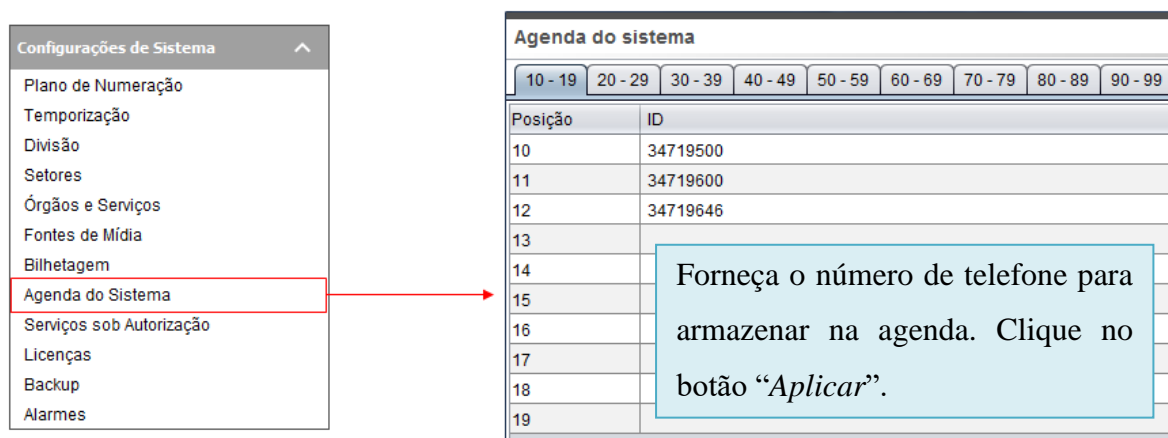 Configurações de Sistema
Plano de Numeração
Temporização
Divisão
Setores
Órgãos e Serviços
Fontes de Mídia
Bilhetagem
Agenda do Sistema
Serviços sob Autorização
Licenças
Backup
Alarmes
Agenda do sistema
10 - 19 20 - 29 30 - 39 40 - 49 50 - 59 60 - 69 70 - 79 80 - 89 90 - 99
Posição ID
10 34719500
11 34719600
12 34719646
13
14
15
16
17
18
19
Forneça o número de telefone para
armazenar na agenda. Clique no
botão “Aplicar”.